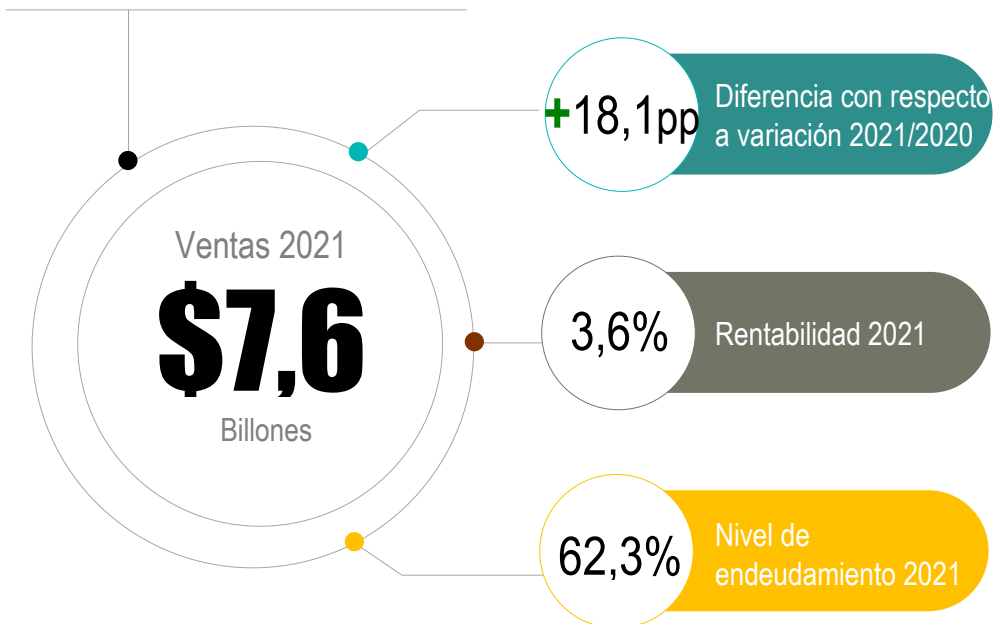 Ventas 2021
$7,6
Billones
+18,1pp
Diferencia con respecto
a variación 2021/2020
3,6%
Rentabilidad 2021
62,3%
Nivel de
endeudamiento 2021